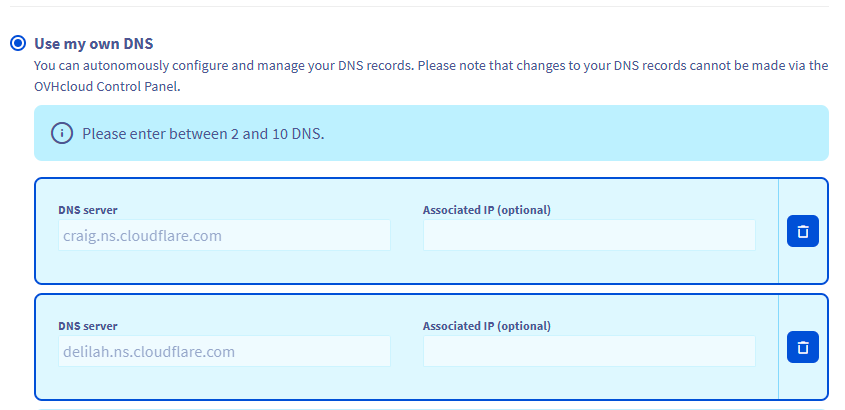 Use my own DNS
You can autonomously configure and manage your DNS records. Please note that changes to your DNS records cannot be made via the
OVHcloud Control Panel.
Please enter between 2 and 10 DNS.
DNS server
Associated IP (optional)
craig.ns.cloudflare.com
DNS server
Associated IP (optional)
delilah.ns.cloudflare.com